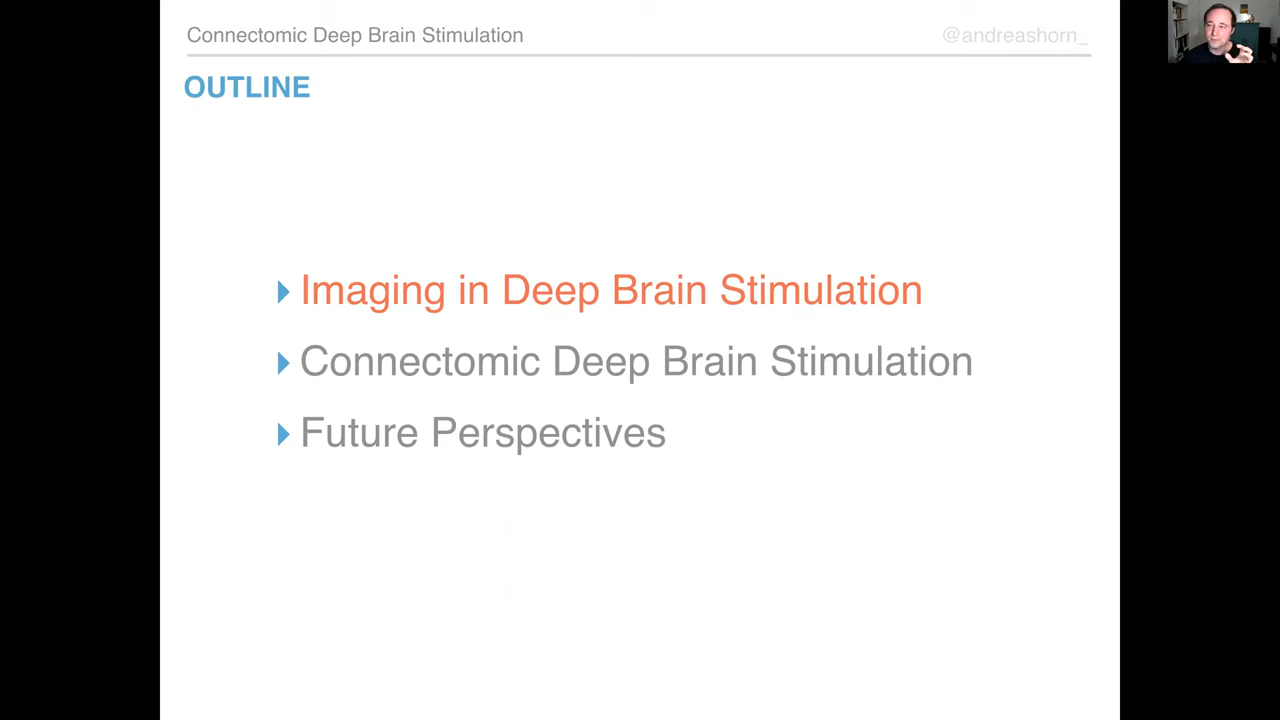 Connectomic Deep Brain Stimulation
@andreashorn_
OUTLINE
Imaging in Deep Brain Stimulation
Connectomic Deep Brain Stimulation
Future Perspectives